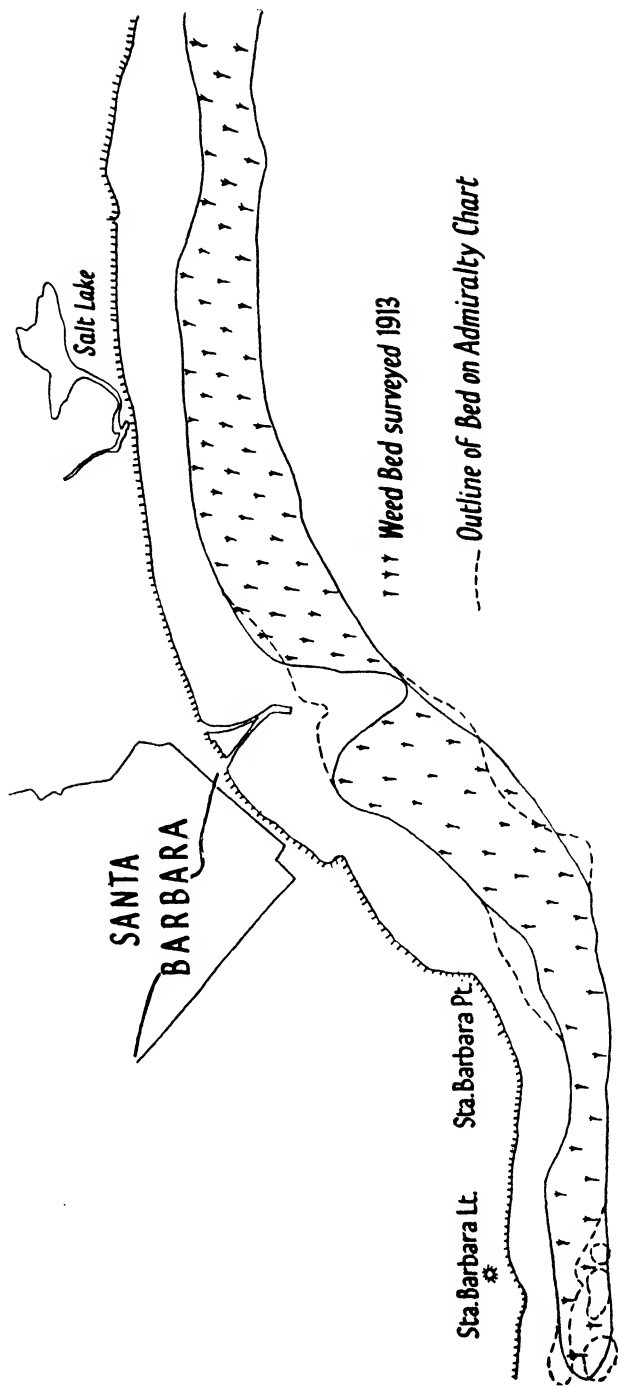 Salt Lake
SANTA
BARBARA
Weed Bed surveyed 1913
Outline of Bed on Admiralty Chart
Sta. Barbara Pt.
Sta. Barbara Lt.